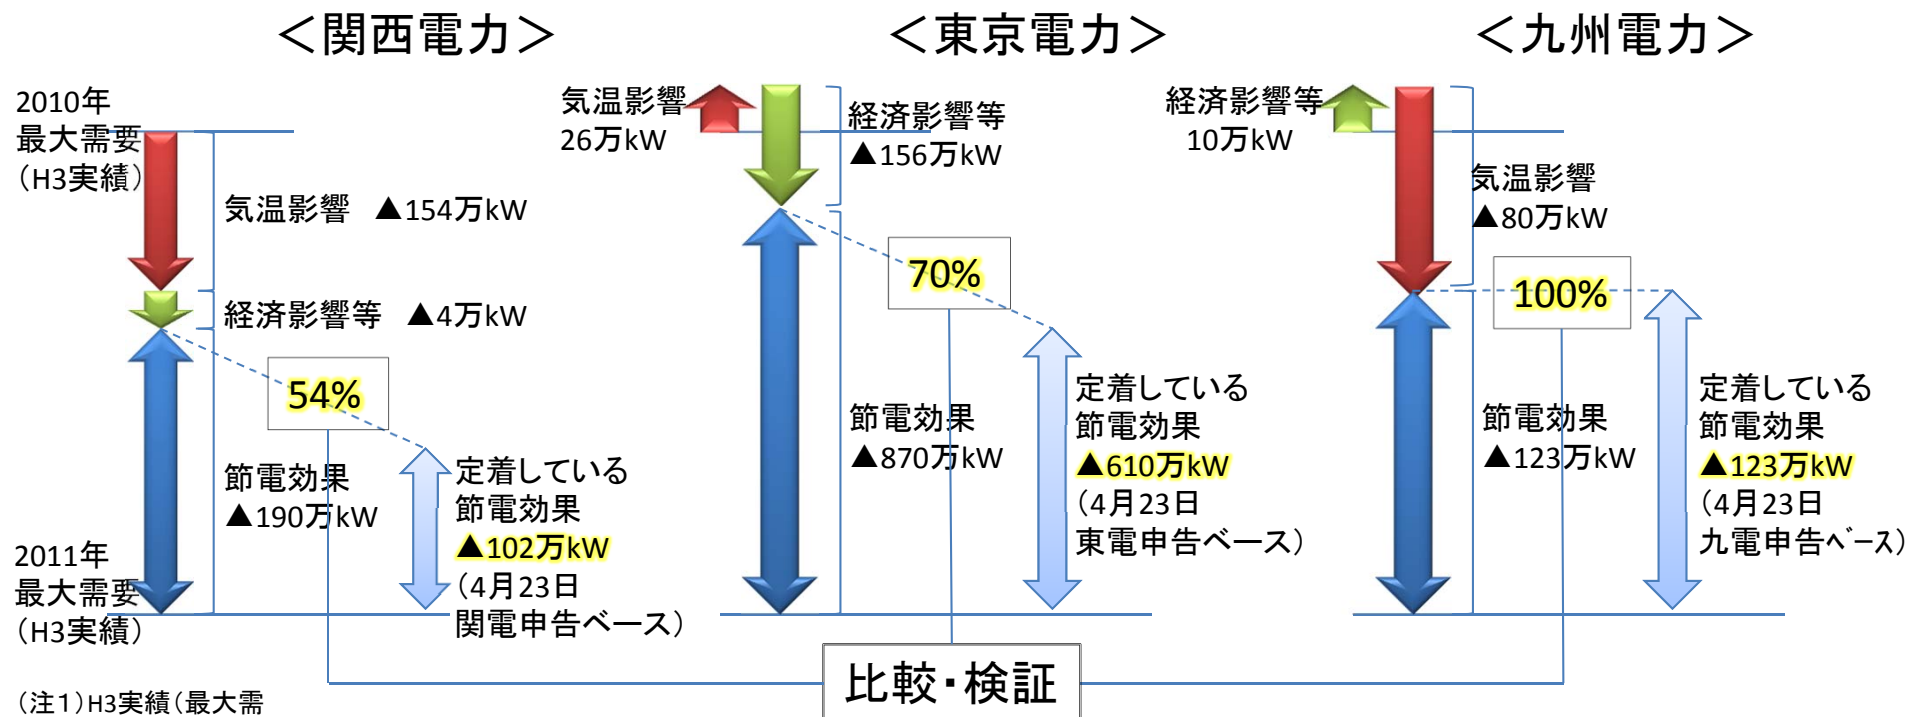 ＜関西電力＞
2010年
最大需要
（H3実績）
気温影響　▲154万kW
経済影響等　▲4万kW
54%
節電効果
▲190万kW
定着している
節電効果
▲102万kW
（4月23日
関電申告ベース）
2011年
最大需要
（H3実績）
＜東京電力＞
気温影響
26万kW
経済影響等
▲156万kW
70%
節電効果
▲870万kW
定着している
節電効果
▲610万kW
（4月23日
東電申告ベース）
＜九州電力＞
経済影響等
10万kW
気温影響
▲80万kW
100%
節電効果
▲123万kW
定着している
節電効果
▲123万kW
（4月23日
九電申告ﾍﾞｰｽ）
比較・検証
（注１）H3実績（最大需